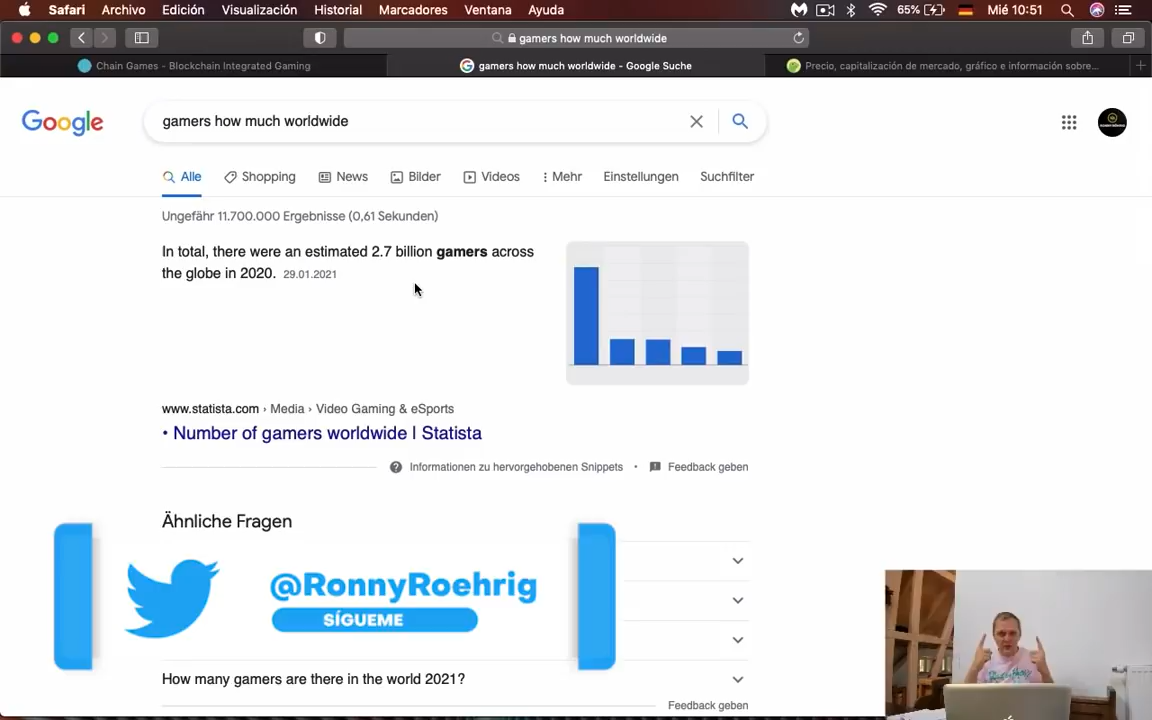 Safari Archivo Edición Visualización Historial Marcadores Ventana Ayuda 65% Mié 10:51
gamers how much worldwide
Chain Games - Blockchain Integrated Gaming
gamers how much worldwide - Google Suche
Precio, capitalización de mercado, gráfico e información sobre...
Google
gamers how much worldwide
Alle Shopping News Bilder Videos Mehr Einstellungen Suchfilter
Ungefähr 11.700.000 Ergebnisse (0,61 Sekunden)
In total, there were an estimated 2.7 billion gamers across
the globe in 2020. 29.01.2021
www.statista.com › Media › Video Gaming & eSports
• Number of gamers worldwide | Statista
Informationen zu hervorgehobenen Snippets • Feedback geben
Ähnliche Fragen
@RonnyRoehrig
SÍGUEME
How many gamers are there in the world 2021?
Feedback geben